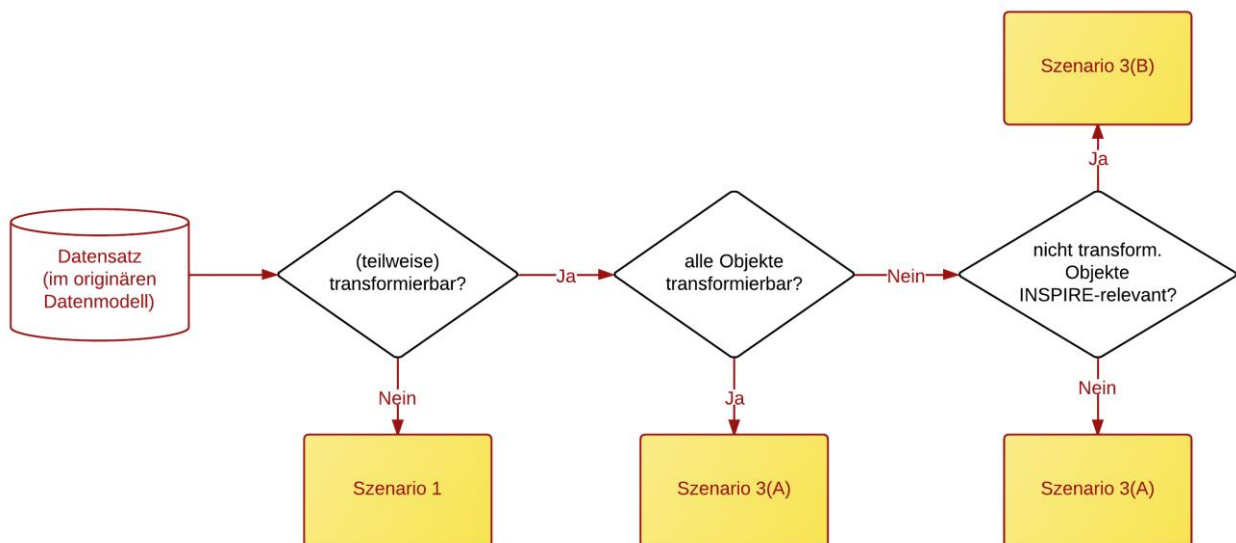 Szenario 3(B)
Ja
Datensatz
(im originären
Datenmodell)
(teilweise)
transformierbar?
Ja
alle Objekte
transformierbar?
Nein
nicht transform.
Objekte
INSPIRE-relevant?
Nein
Ja
Nein
Szenario 1
Szenario 3(A)
Szenario 3(A)